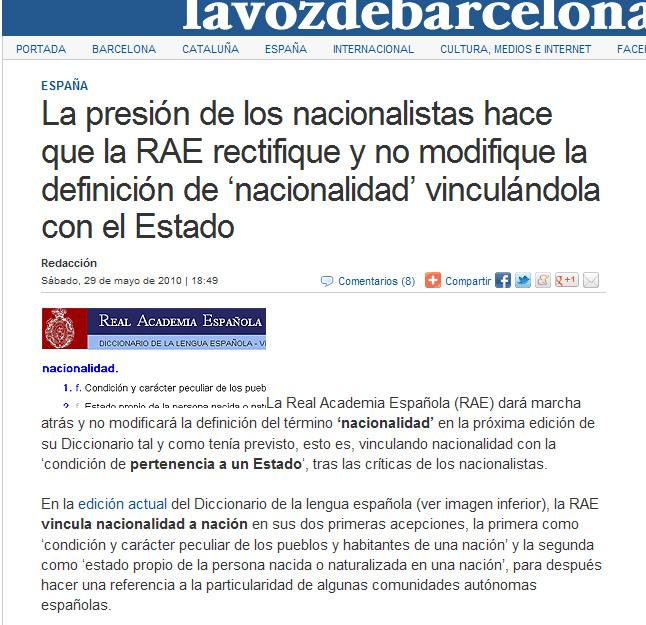 lavozdebarcelona
PORTADA BARCELONA CATALUÑA ESPAÑA INTERNACIONAL CULTURA, MEDIOS E INTERNET FACE
ESPAÑA
La presión de los nacionalistas hace
que la RAE rectifique y no modifique la
definición de ‘nacionalidad’ vinculándola
con el Estado
Redacción
Sábado, 29 de mayo de 2010 | 18:49 Comentarios (8) Compartir +1
REAL ACADEMIA ESPAÑOLA
DICCIONARIO DE LA LENGUA ESPAÑOLA - VI
nacionalidad.
1. f. Condición y carácter peculiar de los pueb
2. f. Estado propio de la persona nacida o nat
La Real Academia Española (RAE) dará marcha
atrás y no modificará la definición del término ‘nacionalidad’ en la próxima edición de
su Diccionario tal y como tenía previsto, esto es, vinculando nacionalidad con la
‘condición de pertenencia a un Estado‘, tras las críticas de los nacionalistas.
En la edición actual del Diccionario de la lengua española (ver imagen inferior), la RAE
vincula nacionalidad a nación en sus dos primeras acepciones, la primera como
‘condición y carácter peculiar de los pueblos y habitantes de una nación’ y la segunda
como ‘estado propio de la persona nacida o naturalizada en una nación’, para después
hacer una referencia a la particularidad de algunas comunidades autónomas
españolas.